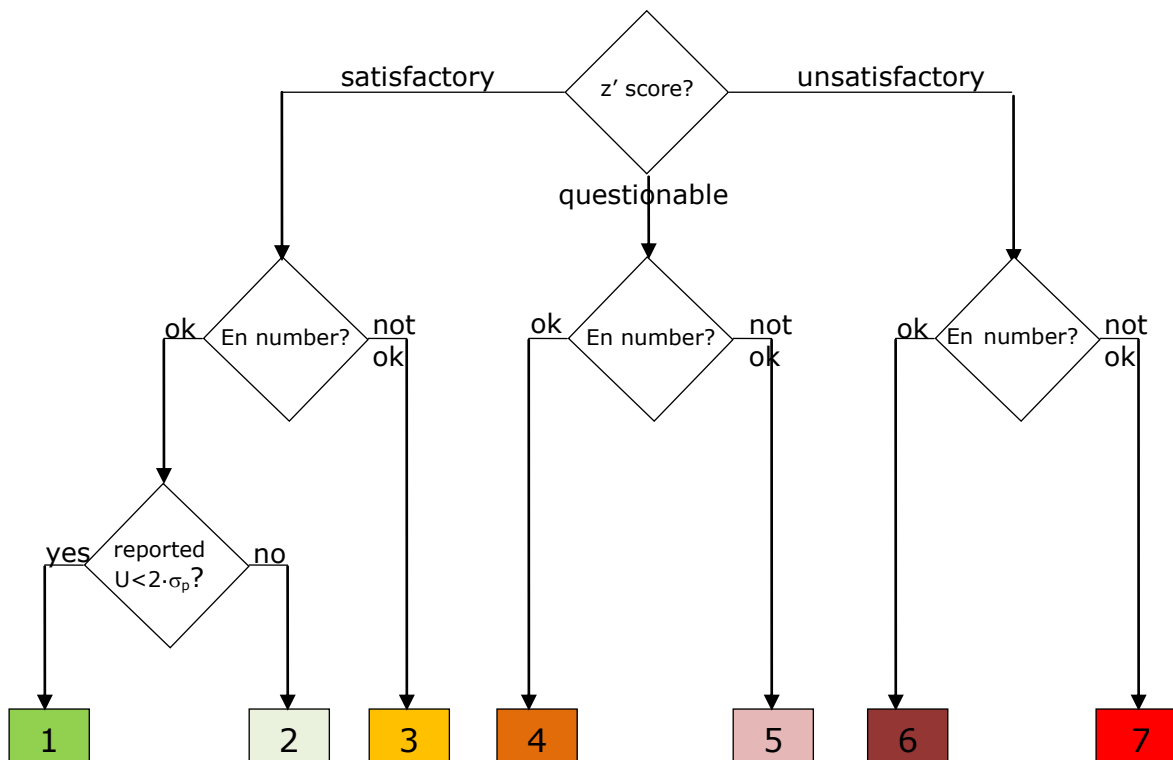 z' score?
satisfactory
unsatisfactory
questionable
ok
En number?
not
ok
ok
En number?
not
ok
ok
En number?
not
ok
yes
reported
U<2·σp?
no
1
2
3
4
5
6
7